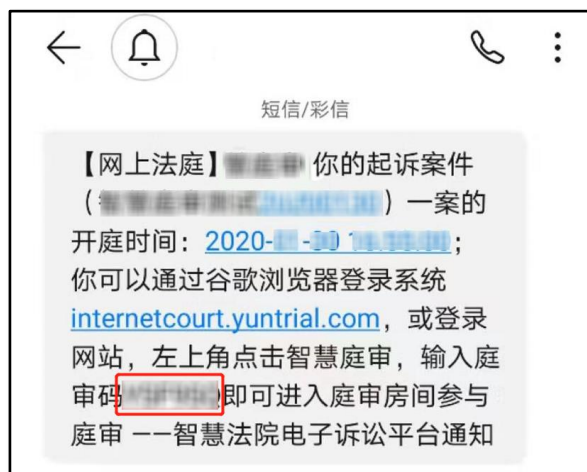 短信/彩信
【网上法庭】 你的起诉案件
（ ）一案的
开庭时间：2020- ；
你可以通过谷歌浏览器登录系统
internetcourt.yuntrial.com，或登录
网站，左上角点击智慧庭审，输入庭
审码 即可进入庭审房间参与
庭审 ——智慧法院电子诉讼平台通知